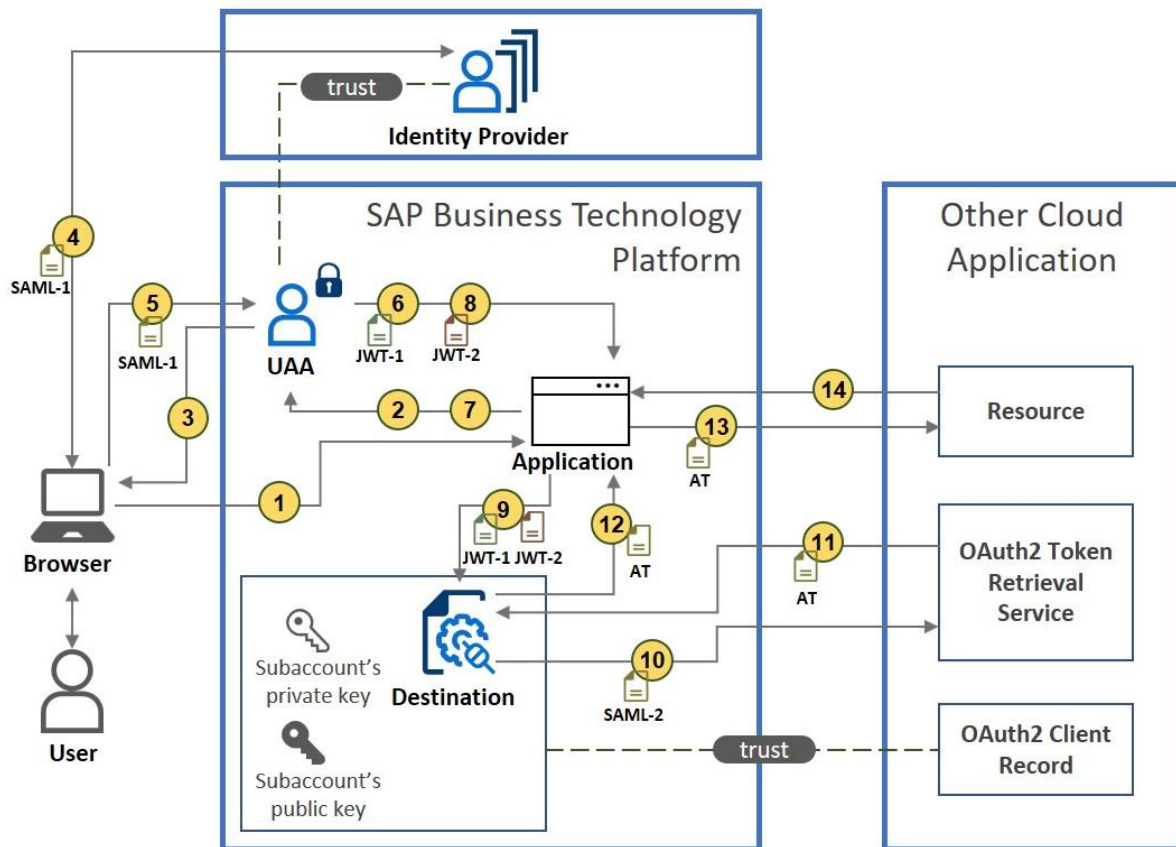 trust
Identity Provider
SAP Business Technology
Platform
Other Cloud
Application
4
SAML-1
5
SAML-1
UAA
6
JWT-1
8
JWT-2
3
2
7
Application
14
13
AT
Resource
Browser
1
9
JWT-1 JWT-2
12
AT
11
AT
OAuth2 Token
Retrieval
Service
Subaccount's
private key
Destination
10
SAML-2
User
Subaccount's
public key
trust
OAuth2 Client
Record